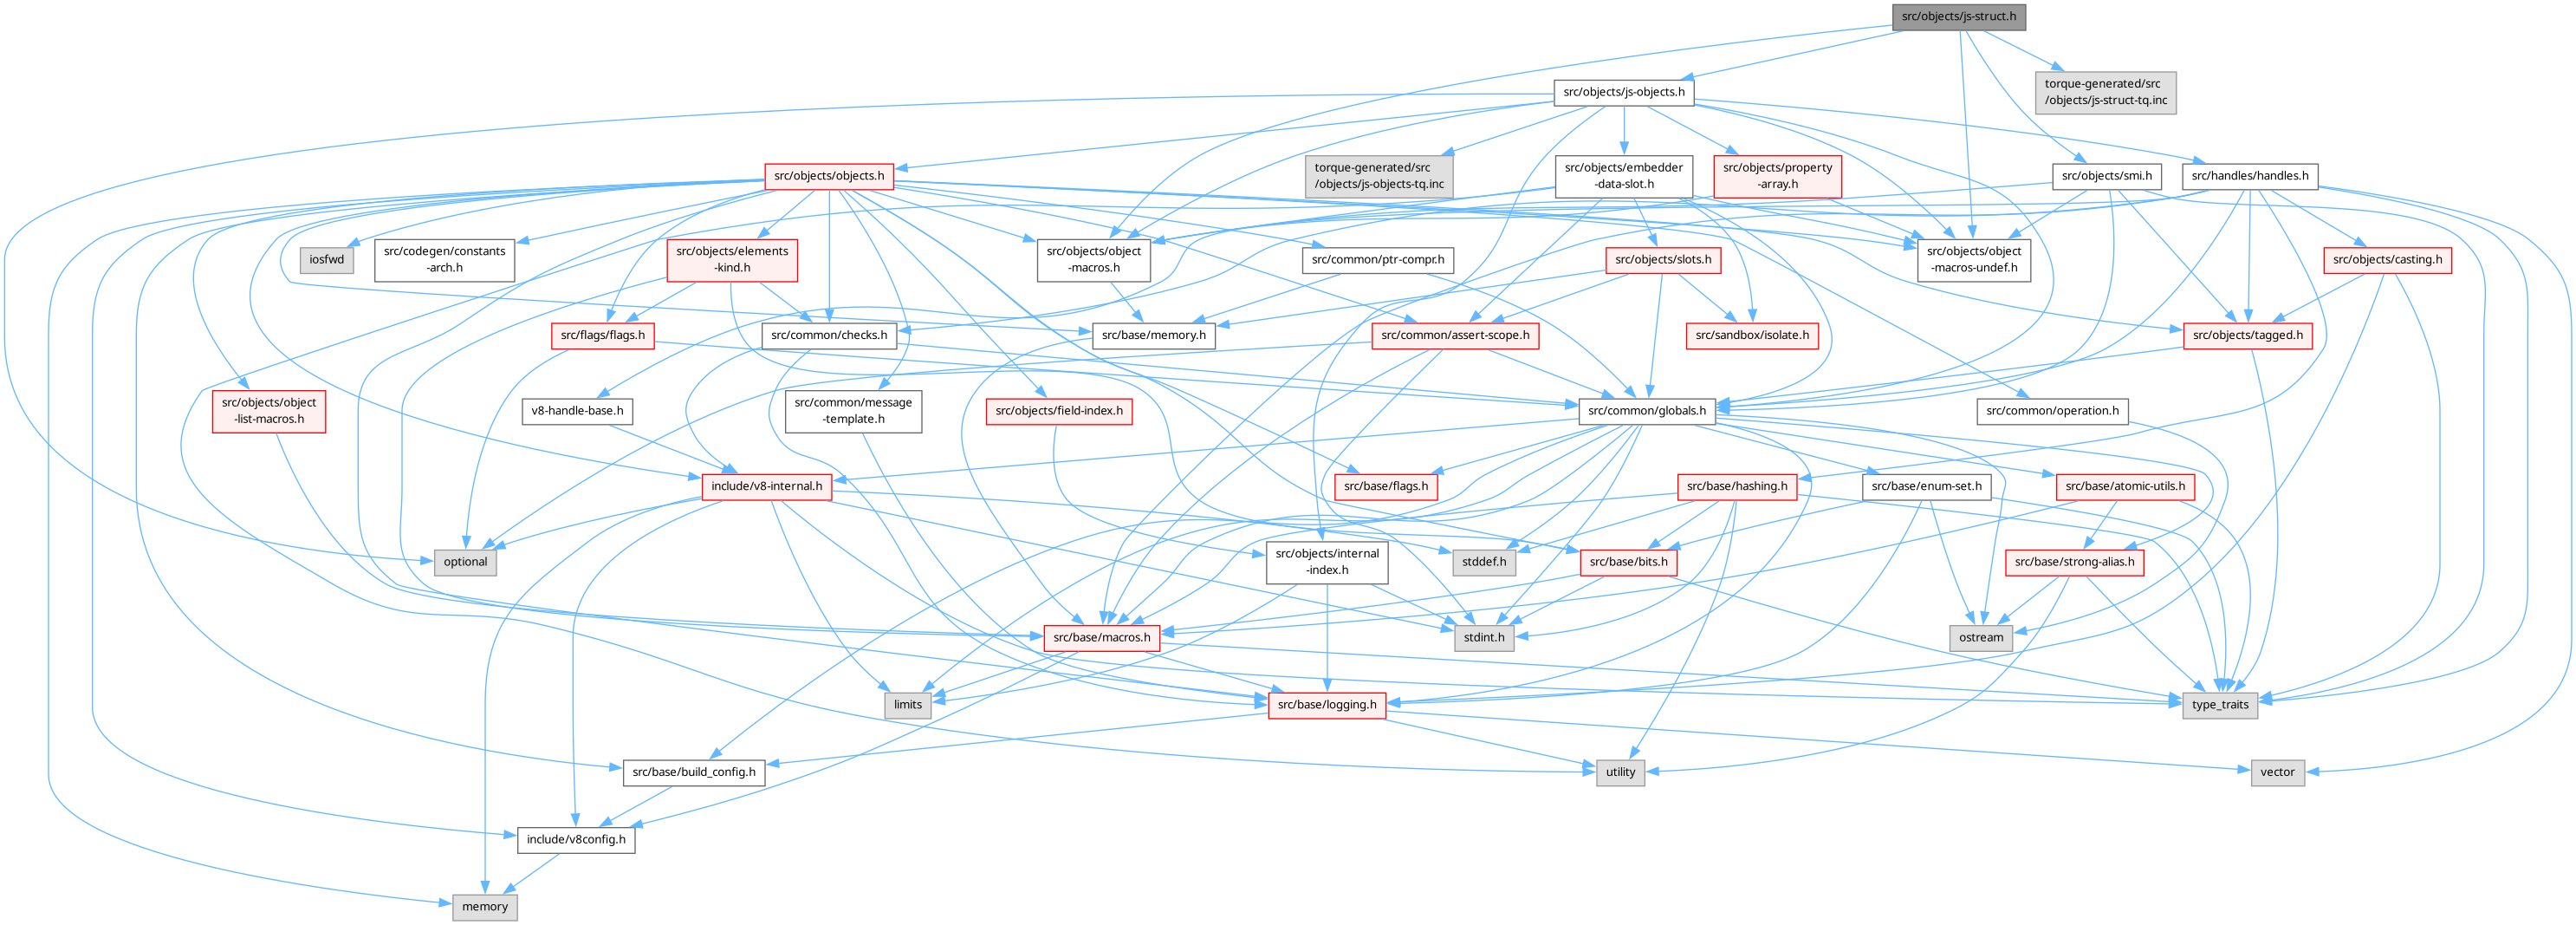 src/objects/js-struct.h
src/objects/js-objects.h
torque-generated/src
/objects/js-struct-tq.inc
src/objects/objects.h
torque-generated/src
/objects/js-objects-tq.inc
src/objects/embedder
-data-slot.h
src/objects/property
-array.h
src/objects/smi.h
src/handles/handles.h
iosfwd
src/codegen/constants
-arch.h
src/objects/elements
-kind.h
src/objects/object
-macros.h
src/common/ptr-compr.h
src/objects/slots.h
src/objects/object
-macros-undef.h
src/objects/casting.h
src/flags/flags.h
src/common/checks.h
src/base/memory.h
src/common/assert-scope.h
src/sandbox/isolate.h
src/objects/tagged.h
src/objects/object
-list-macros.h
v8-handle-base.h
src/common/message
-template.h
src/objects/field-index.h
src/common/globals.h
src/common/operation.h
include/v8-internal.h
src/base/flags.h
src/base/hashing.h
src/base/enum-set.h
src/base/atomic-utils.h
optional
stddef.h
src/objects/internal
-index.h
src/base/bits.h
src/base/strong-alias.h
src/base/macros.h
stdint.h
ostream
limits
src/base/logging.h
type_traits
src/base/build_config.h
utility
vector
include/v8config.h
memory